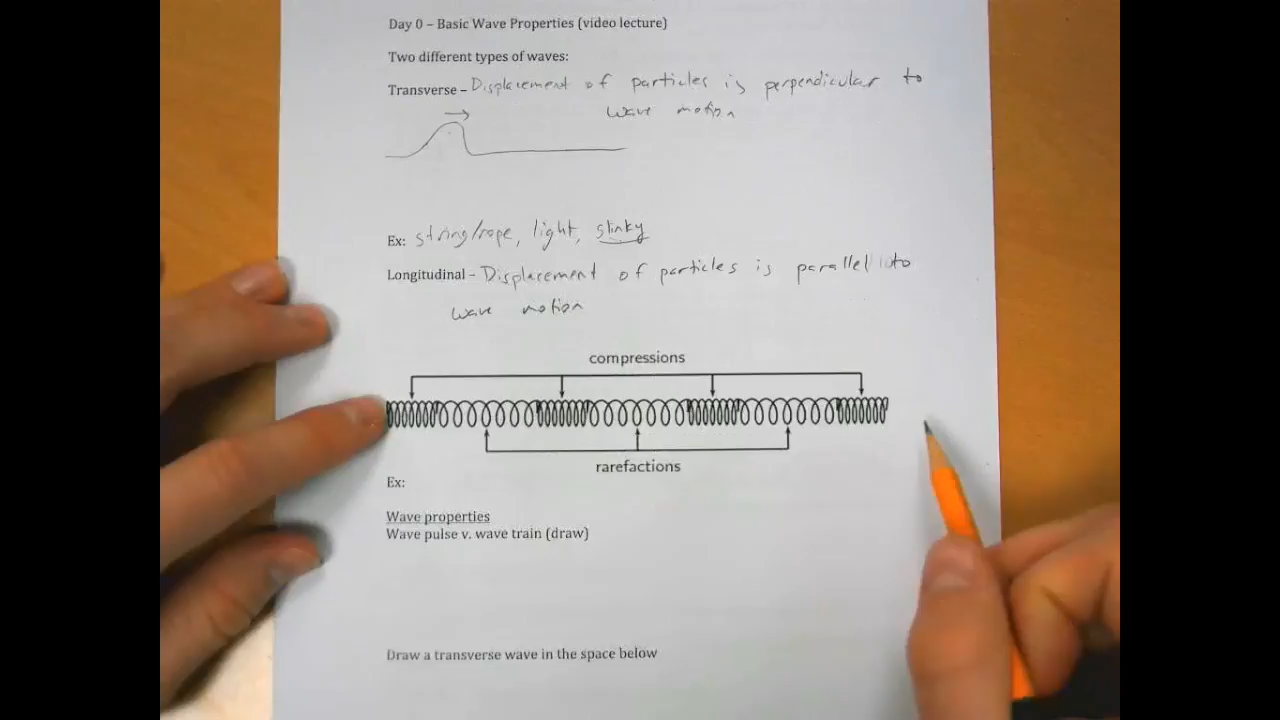 Day 0 – Basic Wave Properties (video lecture)
Two different types of waves:
Transverse – Displacement of particles is perpendicular to
wave motion
Ex: string/rope, light, slinky
Longitudinal – Displacement of particles is parallel to
wave motion
compressions
rarefactions
Ex:
Wave properties
Wave pulse v. wave train (draw)
Draw a transverse wave in the space below